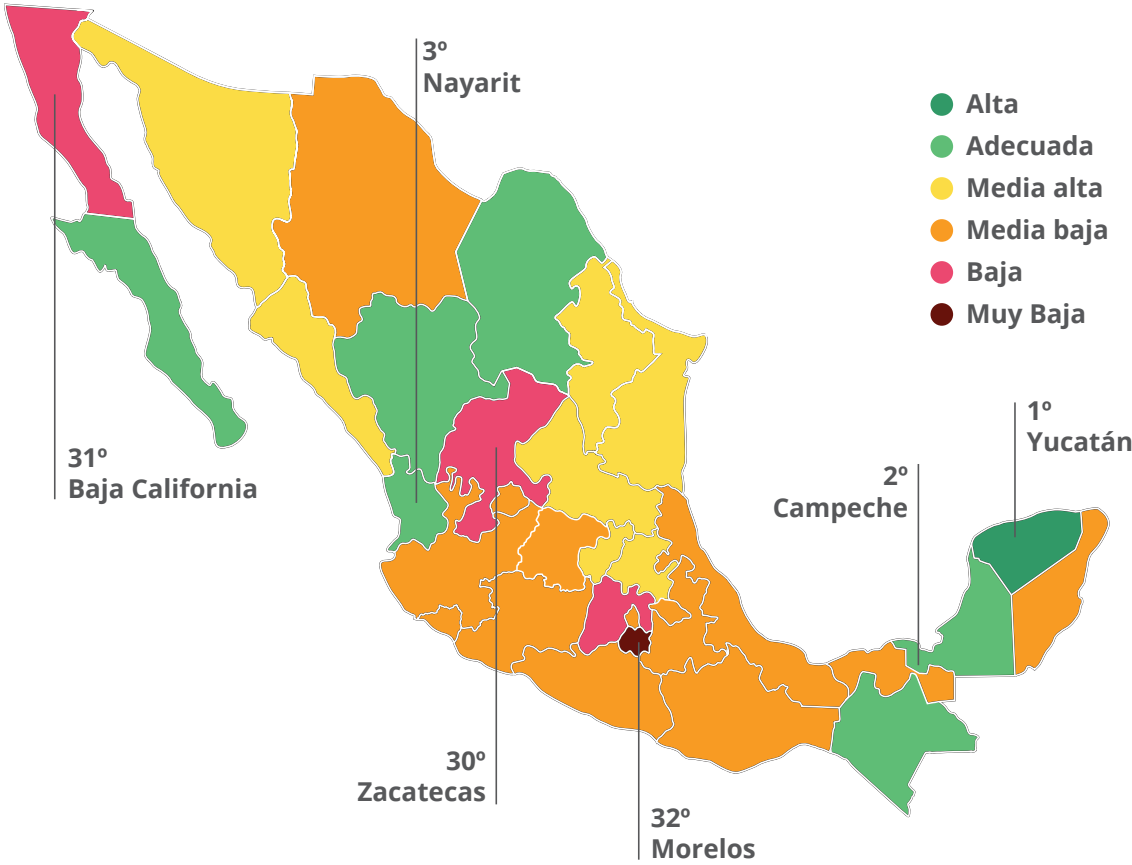 3º
Nayarit
Alta
Adecuada
Media alta
Media baja
Baja
Muy Baja
1º
Yucatán
31º
Baja California
2º
Campeche
30º
Zacatecas
32º
Morelos